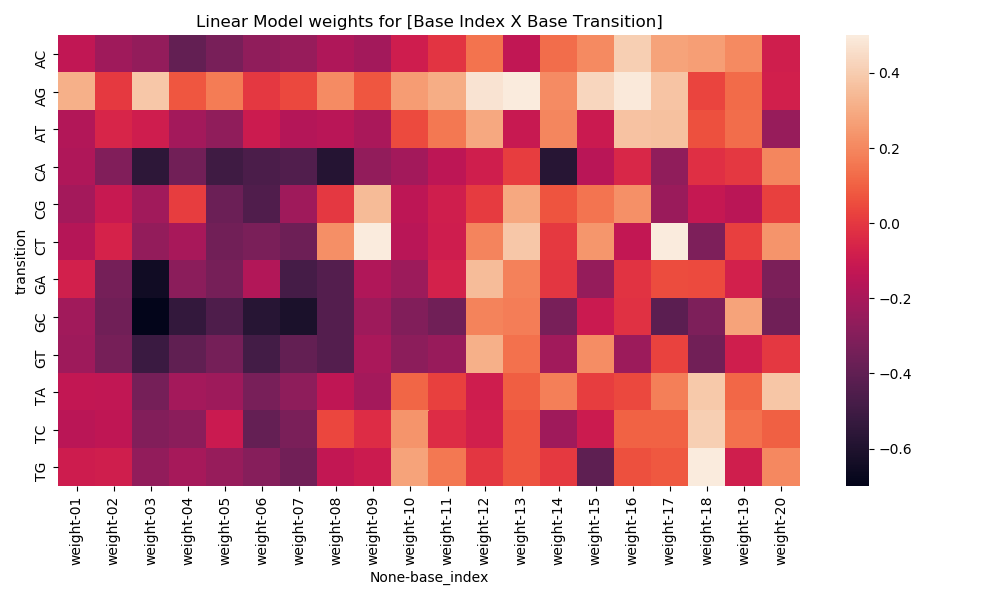 Linear Model weights for [Base Index X Base Transition]
transition
AC
AG
AT
CA
CG
CT
GA
GC
GT
TA
TC
TG
weight-01
weight-02
weight-03
weight-04
weight-05
weight-06
weight-07
weight-08
weight-09
weight-10
weight-11
weight-12
weight-13
weight-14
weight-15
weight-16
weight-17
weight-18
weight-19
weight-20
None-base_index
0.4
0.2
0.0
−0.2
−0.4
−0.6